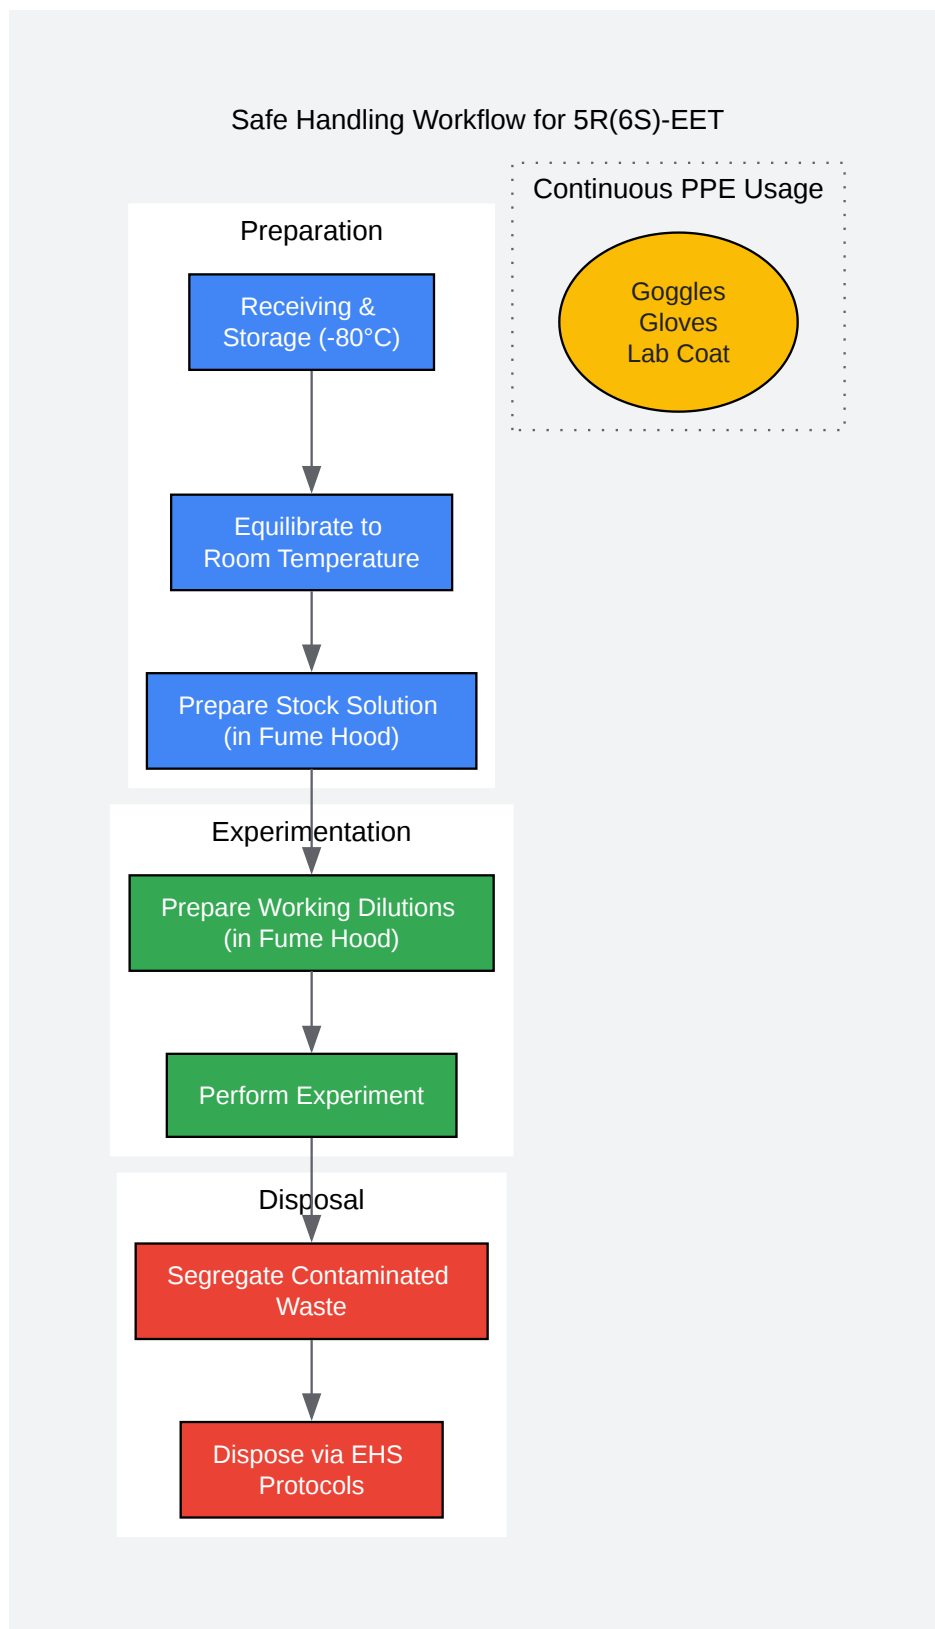 Safe Handling Workflow for 5R(6S)-EET
Continuous PPE Usage
Goggles
Gloves
Lab Coat
Preparation
Receiving &
Storage (-80°C)
Equilibrate to
Room Temperature
Prepare Stock Solution
(in Fume Hood)
Experimentation
Prepare Working Dilutions
(in Fume Hood)
Perform Experiment
Disposal
Segregate Contaminated
Waste
Dispose via EHS
Protocols